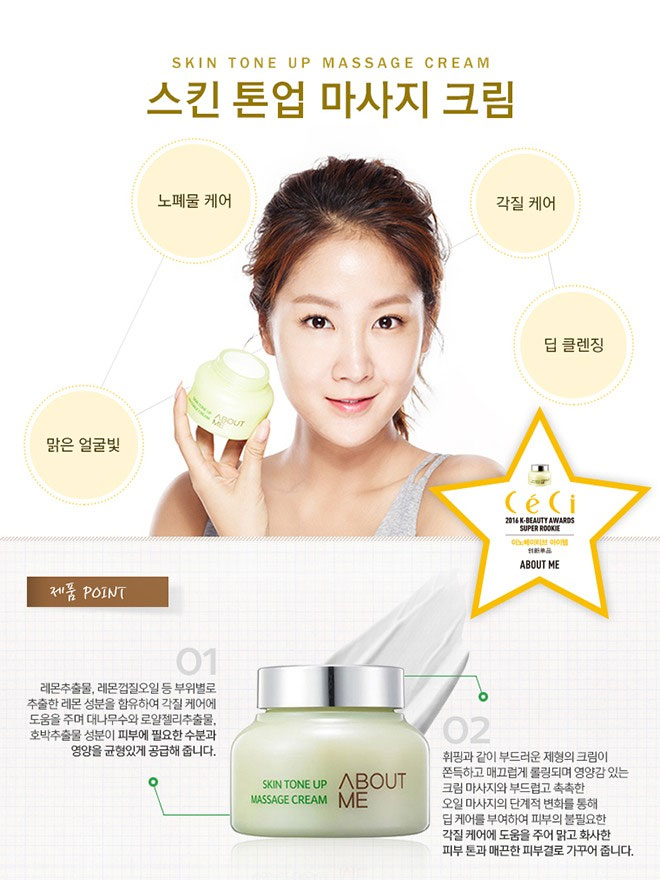 SKIN TONE UP MASSAGE CREAM
스킨 톤업 마사지 크림
노폐물 케어
각질 케어
딥 클렌징
맑은 얼굴빛
SKIN TONE UP
MASSAGE CREAM
ABOUT
ME
CéCi
2016 K-BEAUTY AWARDS
SUPER ROOKIE
이노베이티브 아이템
创新单品
ABOUT ME
제품 POINT
01
레몬추출물, 레몬껍질오일 등 부위별로
추출한 레몬 성분을 함유하여 각질 케어에
도움을 주며 대나무수와 로얄젤리추출물,
호박추출물 성분이 피부에 필요한 수분과
영양을 균형있게 공급해 줍니다.
SKIN TONE UP
MASSAGE CREAM
ABOUT
ME
02
휘핑과 같이 부드러운 제형의 크림이
쫀득하고 매끄럽게 롤링되며 영양감 있는
크림 마사지와 부드럽고 촉촉한
오일 마사지의 단계적 변화를 통해
딥 케어를 부여하여 피부의 불필요한
각질 케어에 도움을 주어 맑고 화사한
피부 톤과 매끈한 피부결로 가꾸어 줍니다.